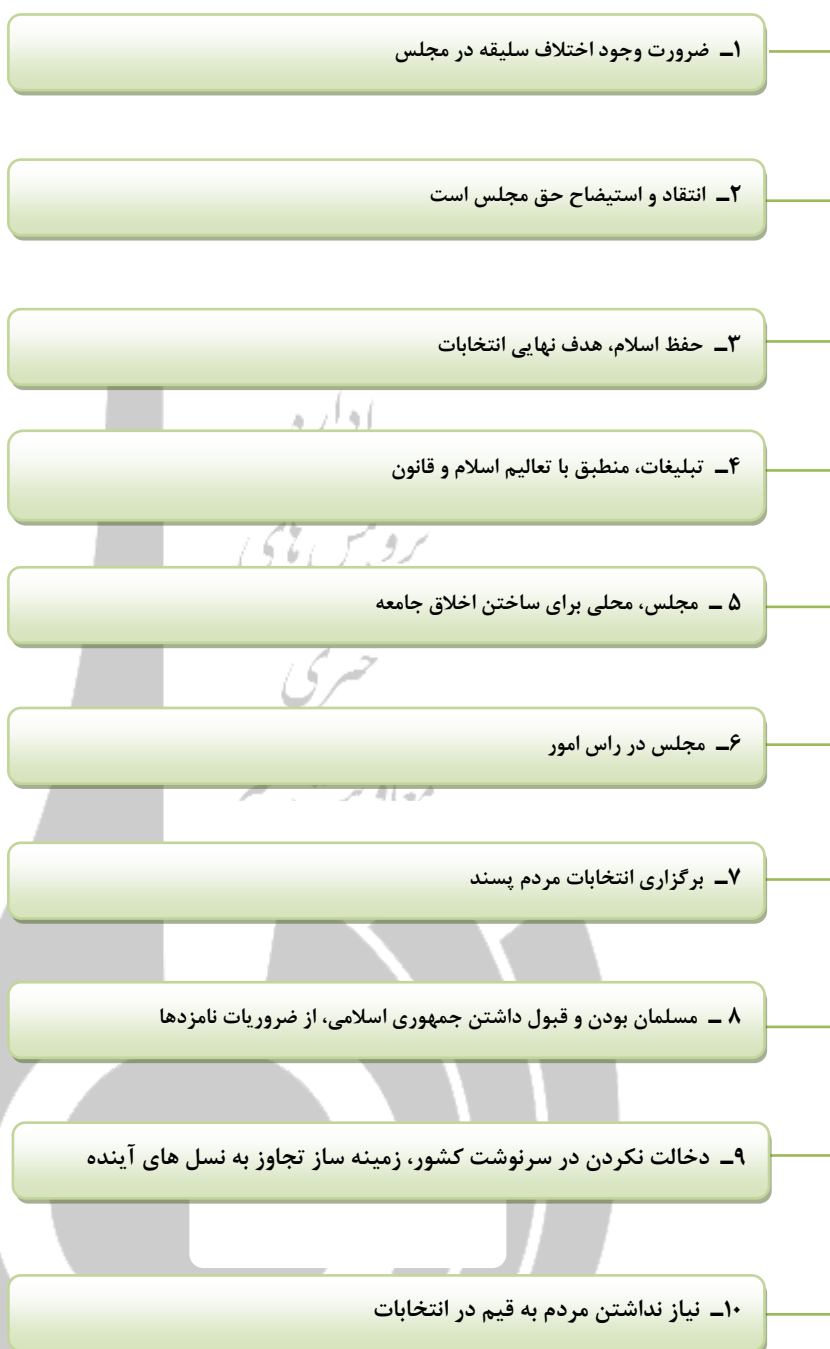 ۱ـ ضرورت وجود اختلاف سلیقه در مجلس
۲ـ انتقاد و استیضاح حق مجلس است
۳ـ حفظ اسلام، هدف نهایی انتخابات
اداره
۴ـ تبلیغات، منطبق با تعالیم اسلام و قانون
های
۵ ـ مجلس، محلی برای ساختن اخلاق جامعه
خبری
۶ـ مجلس در راس امور
۷ـ برگزاری انتخابات مردم پسند
۸ ـ مسلمان بودن و قبول داشتن جمهوری اسلامی، از ضروریات نامزدها
۹ـ دخالت نکردن در سرنوشت کشور، زمینه ساز تجاوز به نسل های آینده
۱۰ـ نیاز نداشتن مردم به قیم در انتخابات